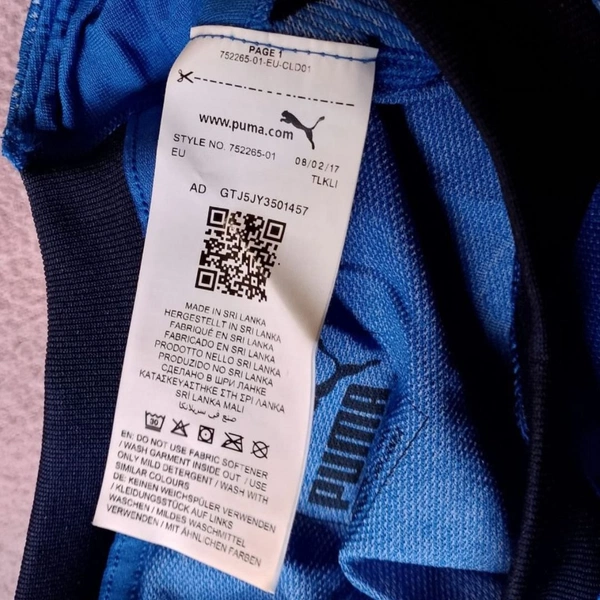 PAGE 1
752265-01-EU-CLD01
www.puma.com
STYLE NO. 752265-01 08/02/17
EU TLKLI
AD GTJ5JY3501457
MADE IN SRI LANKA
HERGESTELLT IN SRI LANKA
FABRIQUÉ EN SRI LANKA
FABRICADO EN SRI LANKA
PRODOTTO NELLO SRI LANKA
PRODUZIDO NO SRI LANKA
СДЕЛАНО В ШРИ ЛАНКЕ
ΚΑΤΑΣΚΕΥΑΣΤΗΚΕ ΣΤΗ ΣΡΙ ΛΑΝΚΑ
SRİ LANKA MALI
صنع في سريلانكا
30
EN: DO NOT USE FABRIC SOFTENER
/ WASH GARMENT INSIDE OUT / USE
ONLY MILD DETERGENT / WASH WITH
SIMILAR COLOURS
DE: KEINEN WEICHSPÜLER VERWENDEN
/ KLEIDUNGSSTÜCK AUF LINKS
WASCHEN / MILDES WASCHMITTEL
VERWENDEN / MIT ÄHNLICHEN FARBEN
PUMA